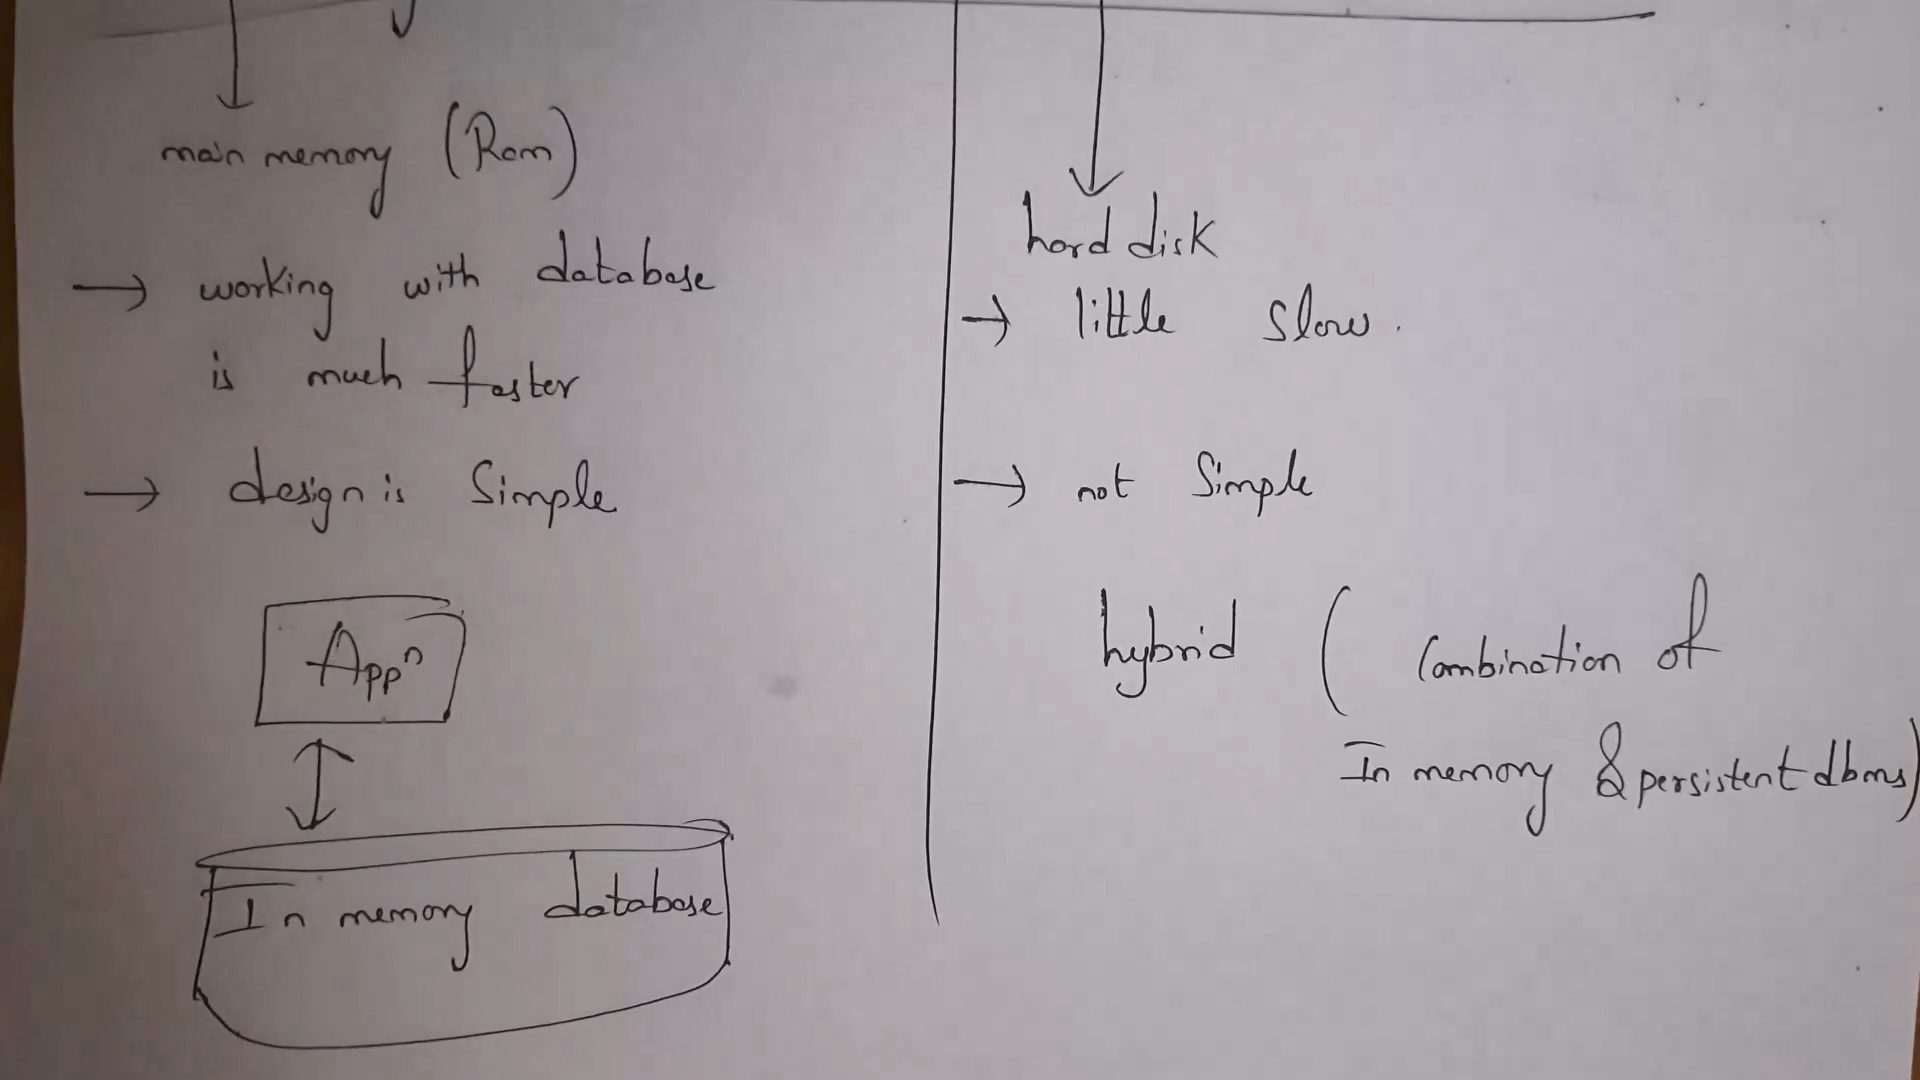 main memory (Ram)
→ working with database
is much faster
→ design is Simple
Appⁿ
In memory database
hard disk
→ little slow.
→ not Simple
hybrid ( Combination of
In memory & persistent dbms)